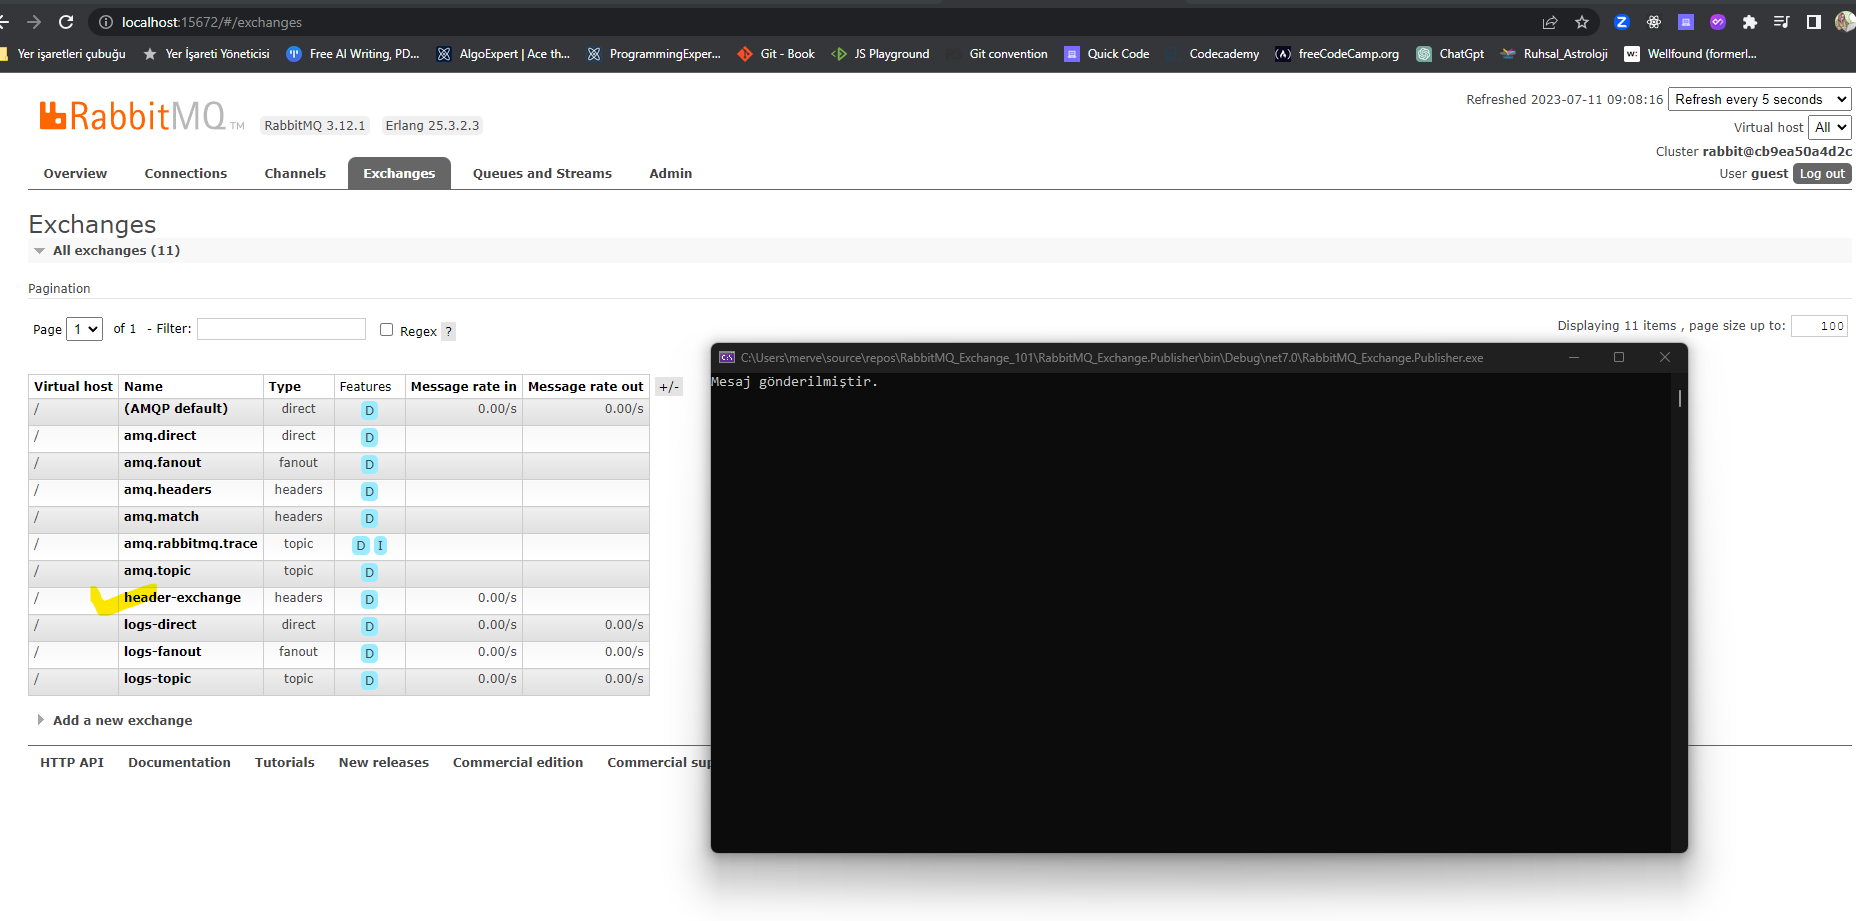 localhost:15672/#/exchanges
Yer işaretleri çubuğu Yer İşareti Yöneticisi Free AI Writing, PD... AlgoExpert | Ace th... ProgrammingExper... Git - Book JS Playground Git convention Quick Code Codecademy freeCodeCamp.org ChatGpt Ruhsal_Astroloji Wellfound (formerl...
Refreshed 2023-07-11 09:08:16 Refresh every 5 seconds
RabbitMQ TM RabbitMQ 3.12.1 Erlang 25.3.2.3
Virtual host All
Cluster rabbit@cb9ea50a4d2c
User guest Log out
Overview Connections Channels Exchanges Queues and Streams Admin
Exchanges
All exchanges (11)
Pagination
Page 1 of 1 - Filter: Regex ?
Displaying 11 items , page size up to: 100
Virtual host Name Type Features Message rate in Message rate out +/-
/ (AMQP default) direct D 0.00/s 0.00/s
/ amq.direct direct D
/ amq.fanout fanout D
/ amq.headers headers D
/ amq.match headers D
/ amq.rabbitmq.trace topic D I
/ amq.topic topic D
/ header-exchange headers D 0.00/s
/ logs-direct direct D 0.00/s 0.00/s
/ logs-fanout fanout D 0.00/s 0.00/s
/ logs-topic topic D 0.00/s 0.00/s
Add a new exchange
HTTP API Documentation Tutorials New releases Commercial edition Commercial sup
C:\Users\merve\source\repos\RabbitMQ_Exchange_101\RabbitMQ_Exchange.Publisher\bin\Debug\net7.0\RabbitMQ_Exchange.Publisher.exe
Mesaj gönderilmiştir.